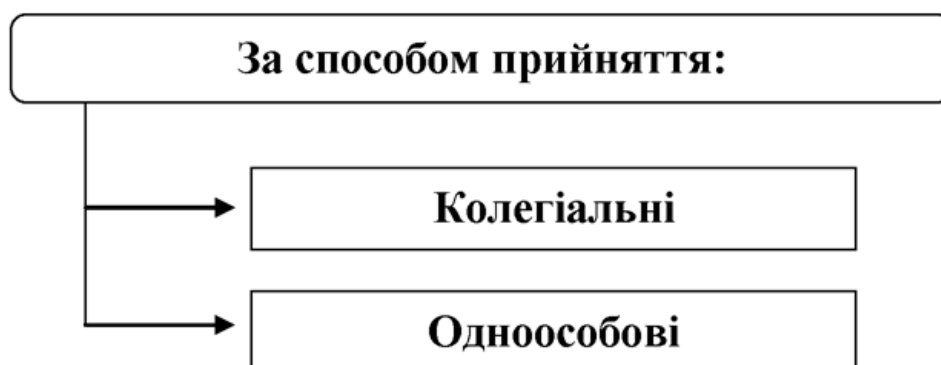 За способом прийняття:
Колегіальні
Одноособові